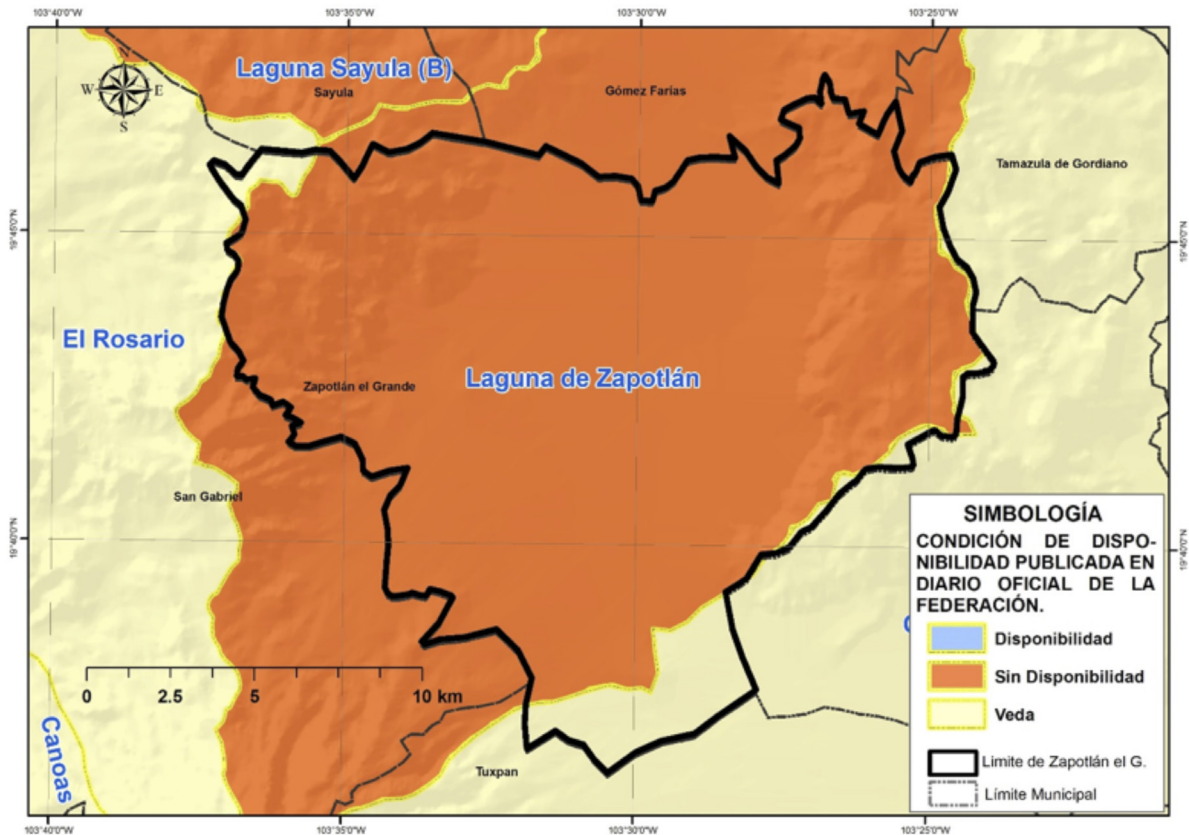 103°40'0"W 103°35'0"W 103°30'0"W 103°25'0"W
N
W E
S
Laguna Sayula (B)
Sayula
Gómez Farías
Tamazula de Gordiano
19°45'0"N
19°45'0"N
El Rosario
Zapotlán el Grande
Laguna de Zapotlán
San Gabriel
19°40'0"N
19°40'0"N
0 2.5 5 10 km
Canoas
Tuxpan
SIMBOLOGÍA
CONDICIÓN DE DISPO-
NIBILIDAD PUBLICADA EN
DIARIO OFICIAL DE LA
FEDERACIÓN.
Disponibilidad
Sin Disponibilidad
Veda
Limite de Zapotlán el G.
Límite Municipal
103°40'0"W 103°35'0"W 103°30'0"W 103°25'0"W